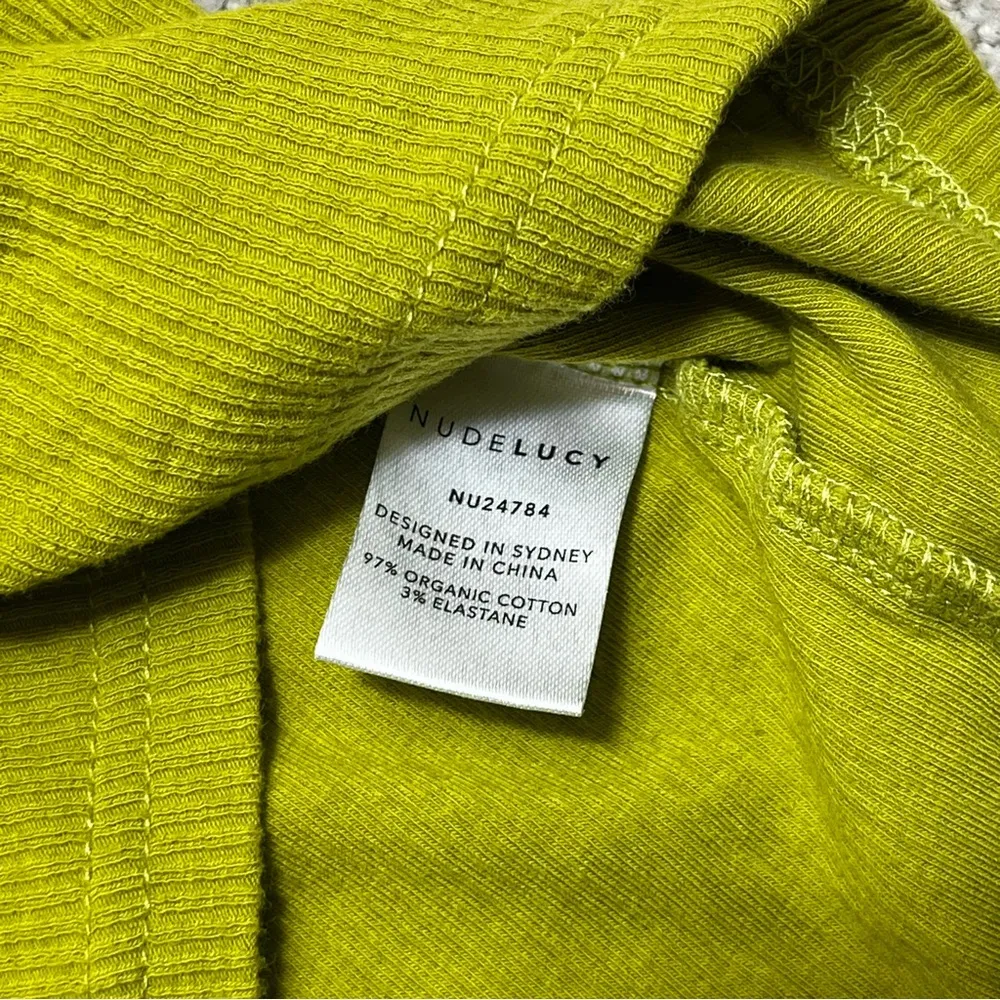 NUDELUCY
NU24784
DESIGNED IN SYDNEY
MADE IN CHINA
97% ORGANIC COTTON
3% ELASTANE